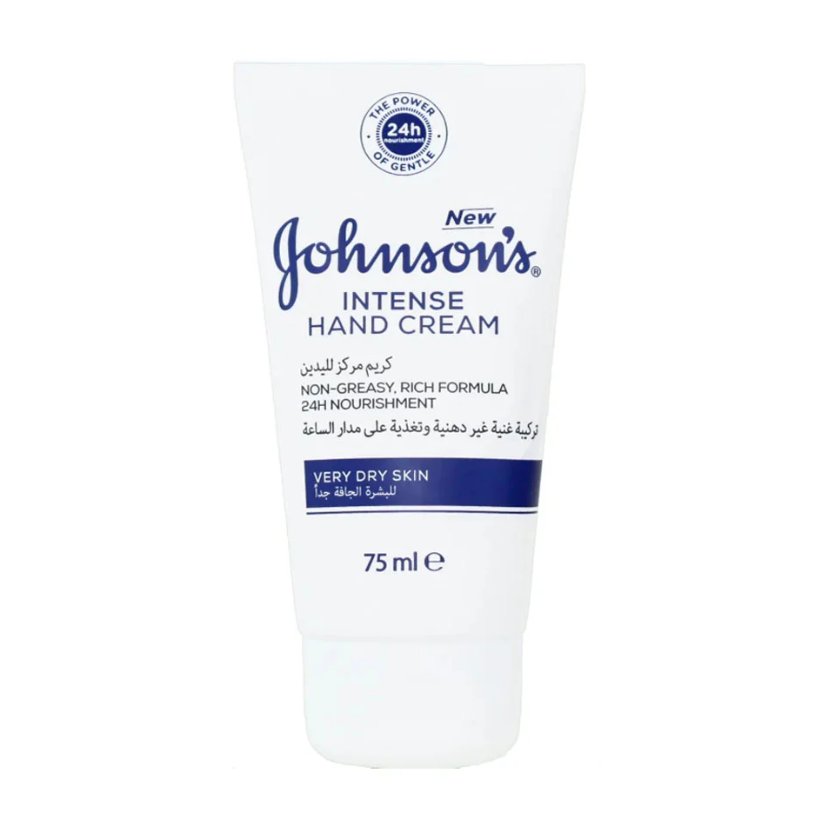 THE POWER
24h
nourishment
OF GENTLE
New
Johnson's®
INTENSE
HAND CREAM
كريم مركز لليدين
NON-GREASY, RICH FORMULA
24H NOURISHMENT
تركيبة غنية غير دهنية وتغذية على مدار الساعة
VERY DRY SKIN
للبشرة الجافة جداً
75 ml ℮